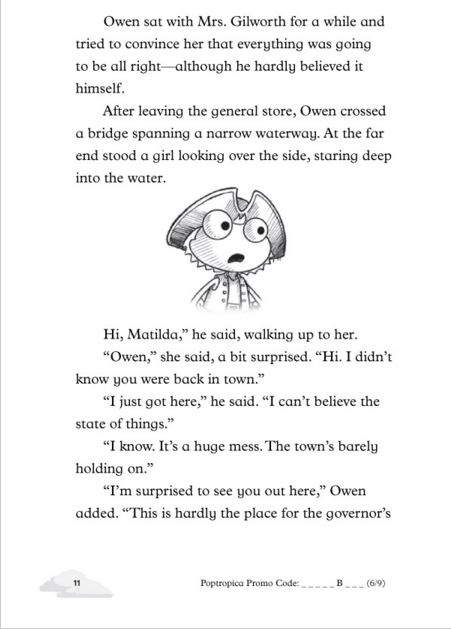 Owen sat with Mrs. Gilworth for a while and
tried to convince her that everything was going
to be all right—although he hardly believed it
himself.
After leaving the general store, Owen crossed
a bridge spanning a narrow waterway. At the far
end stood a girl looking over the side, staring deep
into the water.
Hi, Matilda,” he said, walking up to her.
“Owen,” she said, a bit surprised. “Hi. I didn’t
know you were back in town.”
“I just got here,” he said. “I can’t believe the
state of things.”
“I know. It’s a huge mess. The town’s barely
holding on.”
“I’m surprised to see you out here,” Owen
added. “This is hardly the place for the governor’s
11 Poptropica Promo Code: _ _ _ _ _ B _ _ _ (6/9)